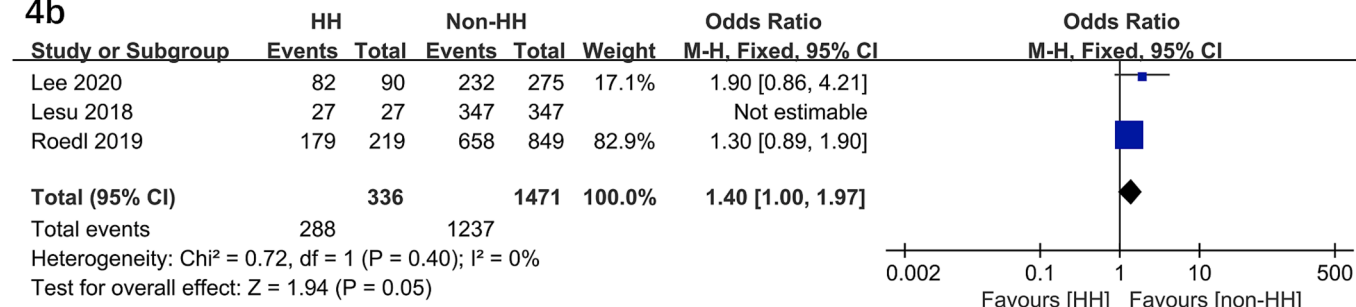 4b
HH Non-HH Odds Ratio Odds Ratio
Study or Subgroup Events Total Events Total Weight M-H, Fixed, 95% CI M-H, Fixed, 95% CI
Lee 2020 82 90 232 275 17.1% 1.90 [0.86, 4.21]
Lesu 2018 27 27 347 347 Not estimable
Roedl 2019 179 219 658 849 82.9% 1.30 [0.89, 1.90]
Total (95% CI) 336 1471 100.0% 1.40 [1.00, 1.97]
Total events 288 1237
Heterogeneity: Chi² = 0.72, df = 1 (P = 0.40); I² = 0%
Test for overall effect: Z = 1.94 (P = 0.05)
0.002 0.1 1 10 500
Favours [HH] Favours [non-HH]